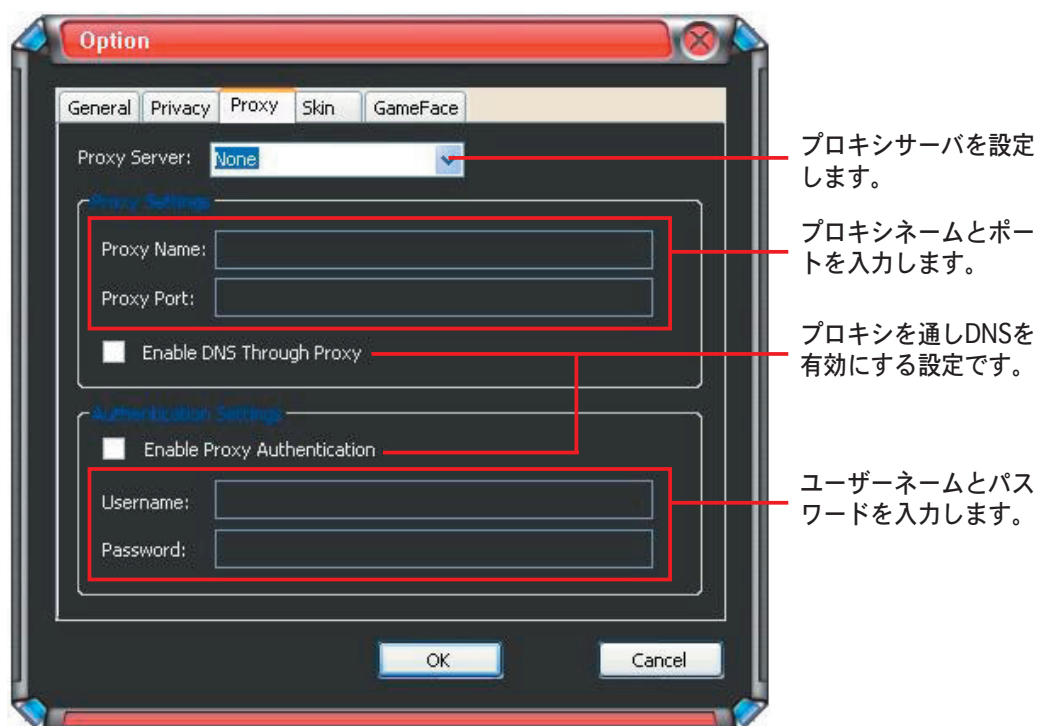 Option
General Privacy Proxy Skin GameFace
Proxy Server: None
プロキシサーバを設定
します。
Proxy Settings
Proxy Name:
Proxy Port:
プロキシネームとポー
トを入力します。
Enable DNS Through Proxy
プロキシを通しDNSを
有効にする設定です。
Authentication Settings
Enable Proxy Authentication
Username:
Password:
ユーザーネームとパス
ワードを入力します。
OK Cancel